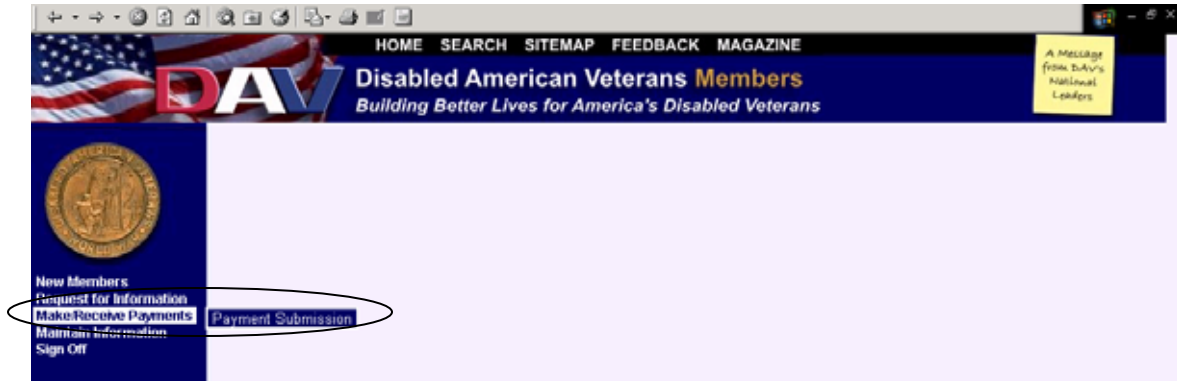 HOME SEARCH SITEMAP FEEDBACK MAGAZINE
A Message
from DAV's
National
Leaders
DAV
Disabled American Veterans Members
Building Better Lives for America's Disabled Veterans
New Members
Request for Information
Make/Receive Payments
Payment Submission
Maintain Information
Sign Off